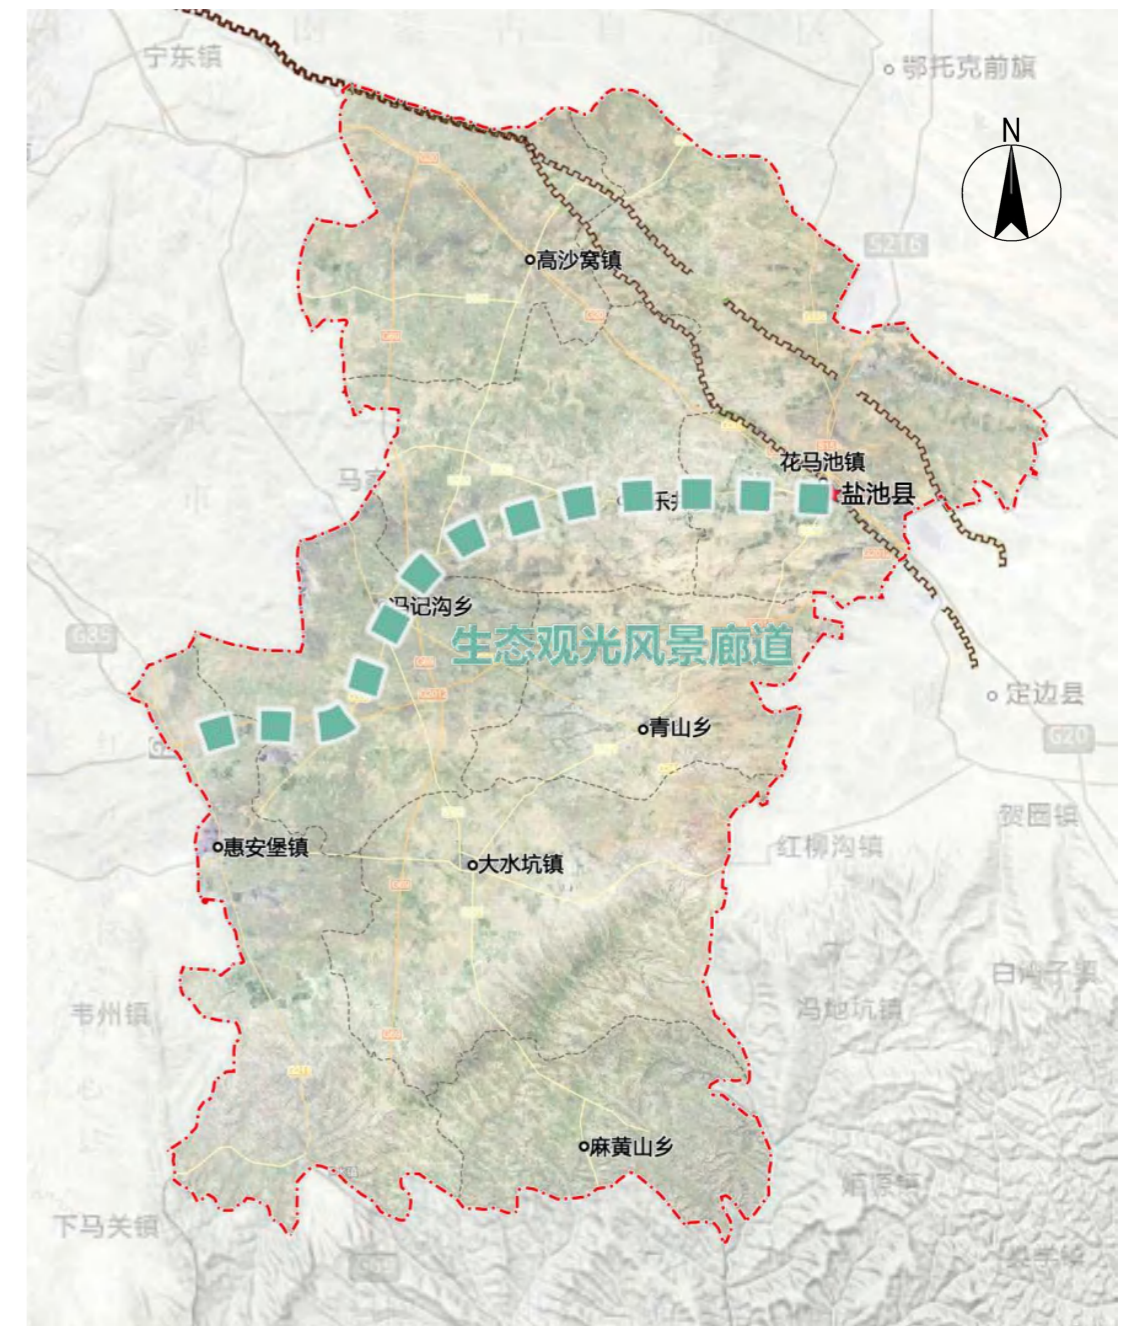 宁东镇
鄂托克前旗
N
S216
高沙窝镇
花马池镇
盐池县
乐井
冯记沟乡
生态观光风景廊道
G85
定边县
青山乡
G20
贺圈镇
惠安堡镇
大水坑镇
红柳沟镇
白湾子镇
韦州镇
冯地坑镇
麻黄山乡
下马关镇